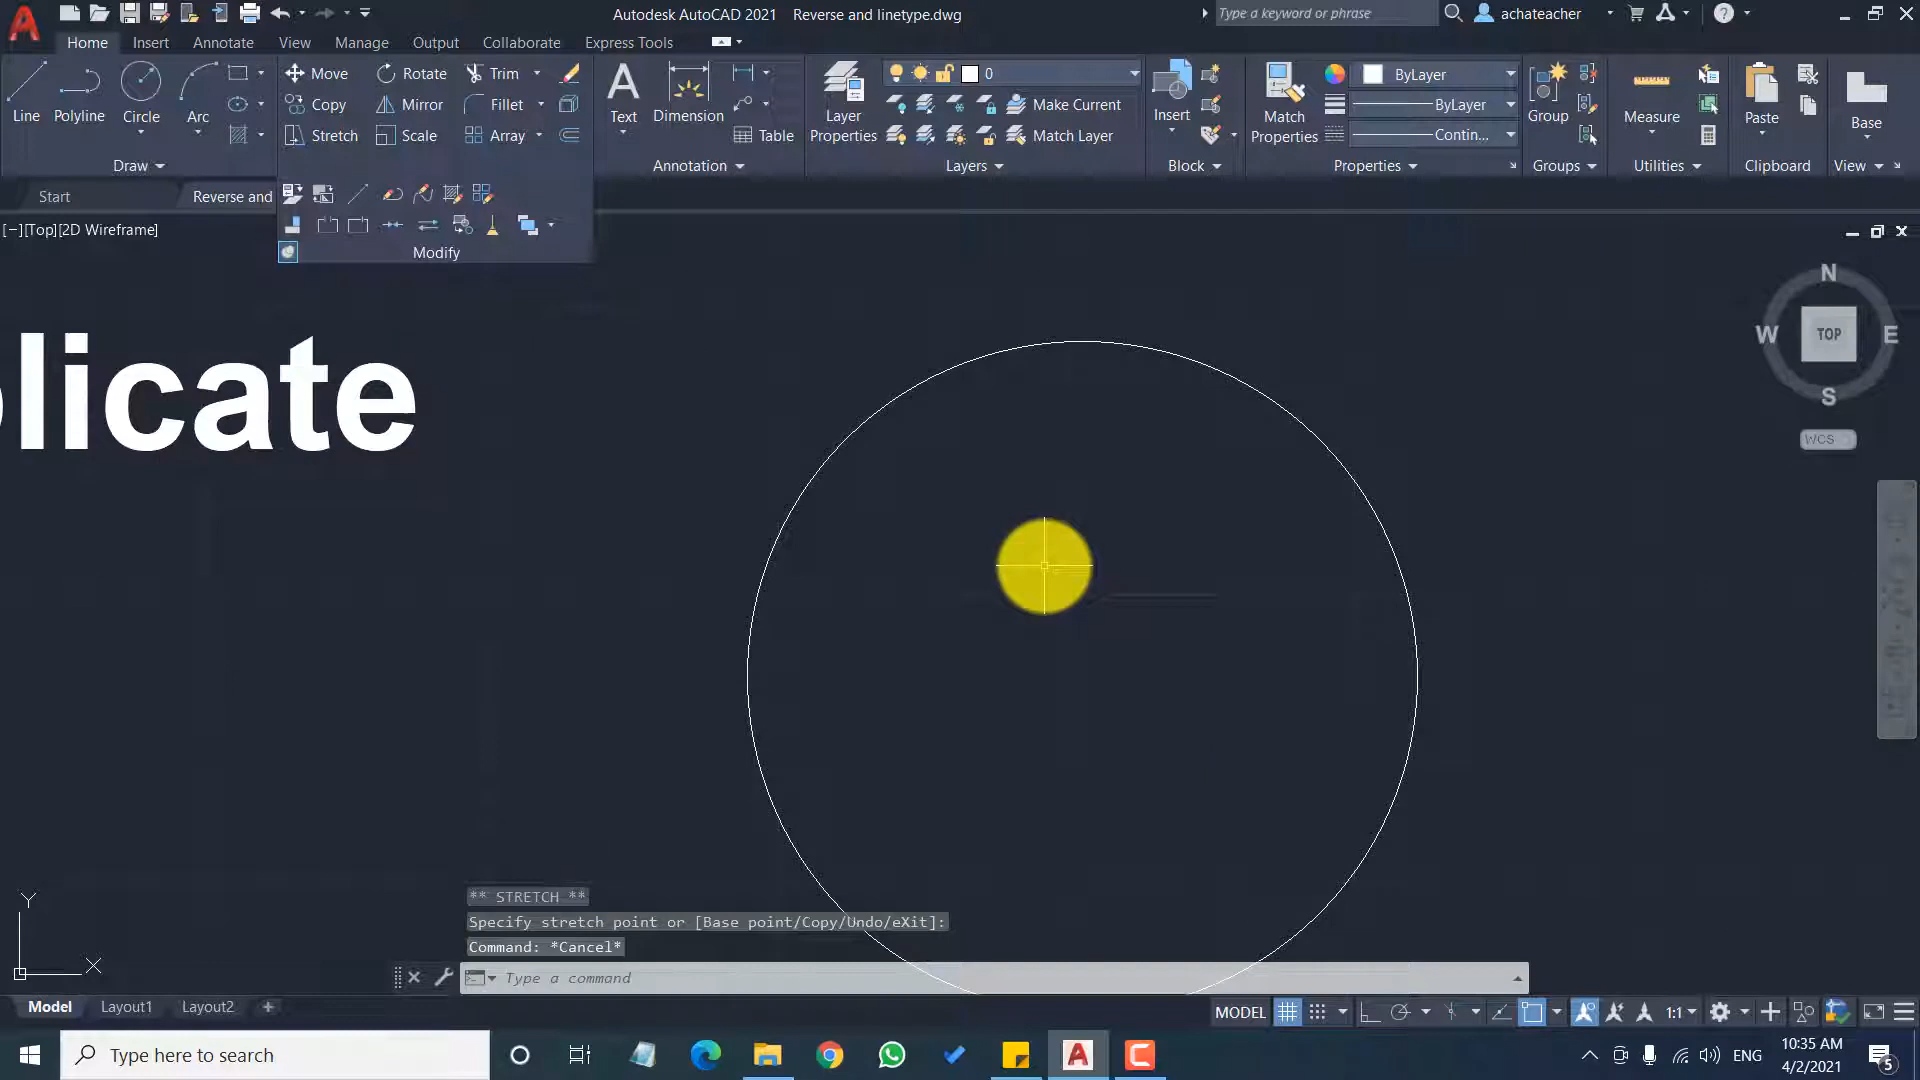 Autodesk AutoCAD 2021 Reverse and linetype.dwg
Type a keyword or phrase
achateacher
Home Insert Annotate View Manage Output Collaborate Express Tools
Move Rotate Trim
Copy Mirror Fillet
Stretch Scale Array
Line Polyline Circle Arc
Text Dimension
Table
Layer Properties
0
Make Current
Match Layer
Insert
Match Properties
ByLayer
ByLayer
Contin...
Group Measure Paste Base
Draw Annotation Layers Block Properties Groups Utilities Clipboard View
Start Reverse and
Modify
[−][Top][2D Wireframe]
N
W TOP E
S
WCS
plicate
Y
X
** STRETCH **
Specify stretch point or [Base point/Copy/Undo/eXit]:
Command: *Cancel*
Type a command
Model Layout1 Layout2 +
MODEL
1:1
Type here to search
ENG
10:35 AM
4/2/2021
5